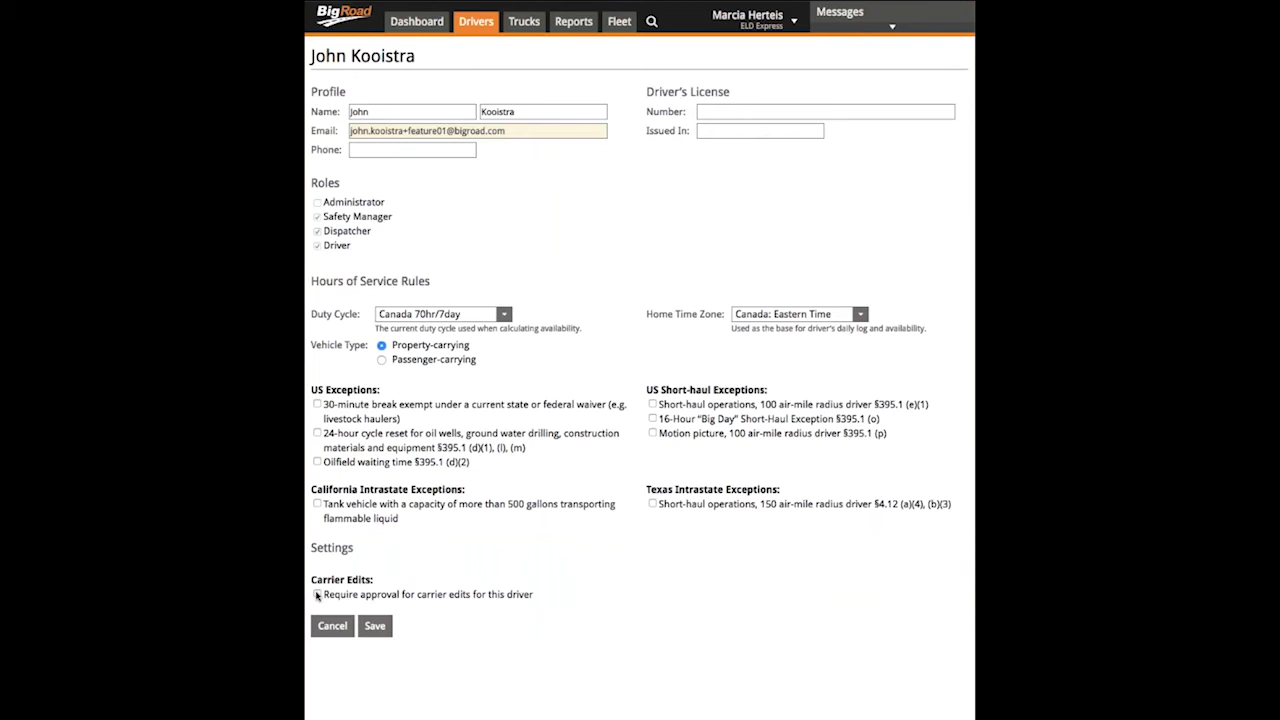 BigRoad
Dashboard
Drivers
Trucks
Reports
Fleet
Marcia Herteis
ELD Express
Messages
John Kooistra
Profile
Name: John Kooistra
Email: john.kooistra+feature01@bigroad.com
Phone:
Driver's License
Number:
Issued In:
Roles
Administrator
Safety Manager
Dispatcher
Driver
Hours of Service Rules
Duty Cycle: Canada 70hr/7day
The current duty cycle used when calculating availability.
Home Time Zone: Canada: Eastern Time
Used as the base for driver's daily log and availability.
Vehicle Type: Property-carrying
Passenger-carrying
US Exceptions:
30-minute break exempt under a current state or federal waiver (e.g.
livestock haulers)
24-hour cycle reset for oil wells, ground water drilling, construction
materials and equipment §395.1 (d)(1), (l), (m)
Oilfield waiting time §395.1 (d)(2)
US Short-haul Exceptions:
Short-haul operations, 100 air-mile radius driver §395.1 (e)(1)
16-Hour “Big Day” Short-Haul Exception §395.1 (o)
Motion picture, 100 air-mile radius driver §395.1 (p)
California Intrastate Exceptions:
Tank vehicle with a capacity of more than 500 gallons transporting
flammable liquid
Texas Intrastate Exceptions:
Short-haul operations, 150 air-mile radius driver §4.12 (a)(4), (b)(3)
Settings
Carrier Edits:
Require approval for carrier edits for this driver
Cancel
Save